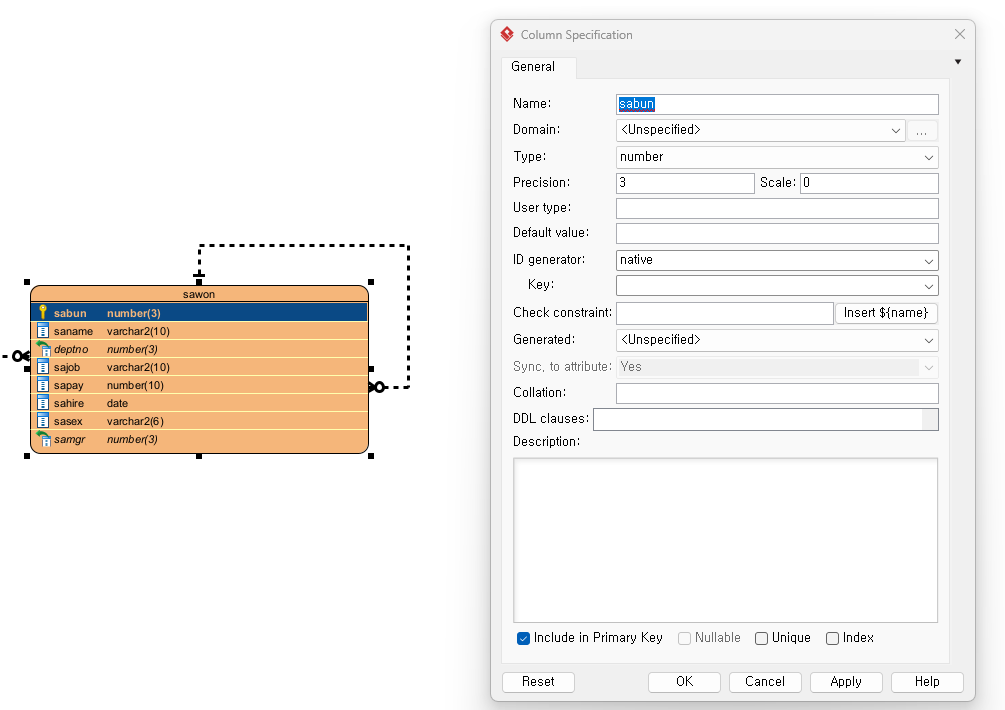 sawon
sabun number(3)
saname varchar2(10)
deptno number(3)
sajob varchar2(10)
sapay number(10)
sahire date
sasex varchar2(6)
samgr number(3)
Column Specification
General
Name: sabun
Domain: <Unspecified> ...
Type: number
Precision: 3 Scale: 0
User type:
Default value:
ID generator: native
Key:
Check constraint: Insert ${name}
Generated: <Unspecified>
Sync. to attribute: Yes
Collation:
DDL clauses:
Description:
Include in Primary Key Nullable Unique Index
Reset OK Cancel Apply Help